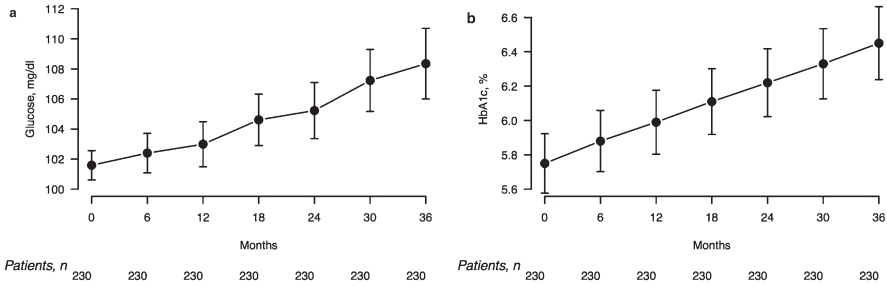 a
Glucose, mg/dl
112
110
108
106
104
102
100
0 6 12 18 24 30 36
Months
Patients, n
230 230 230 230 230 230 230
b
HbA1c, %
6.6
6.4
6.2
6.0
5.8
5.6
0 6 12 18 24 30 36
Months
Patients, n
230 230 230 230 230 230 230